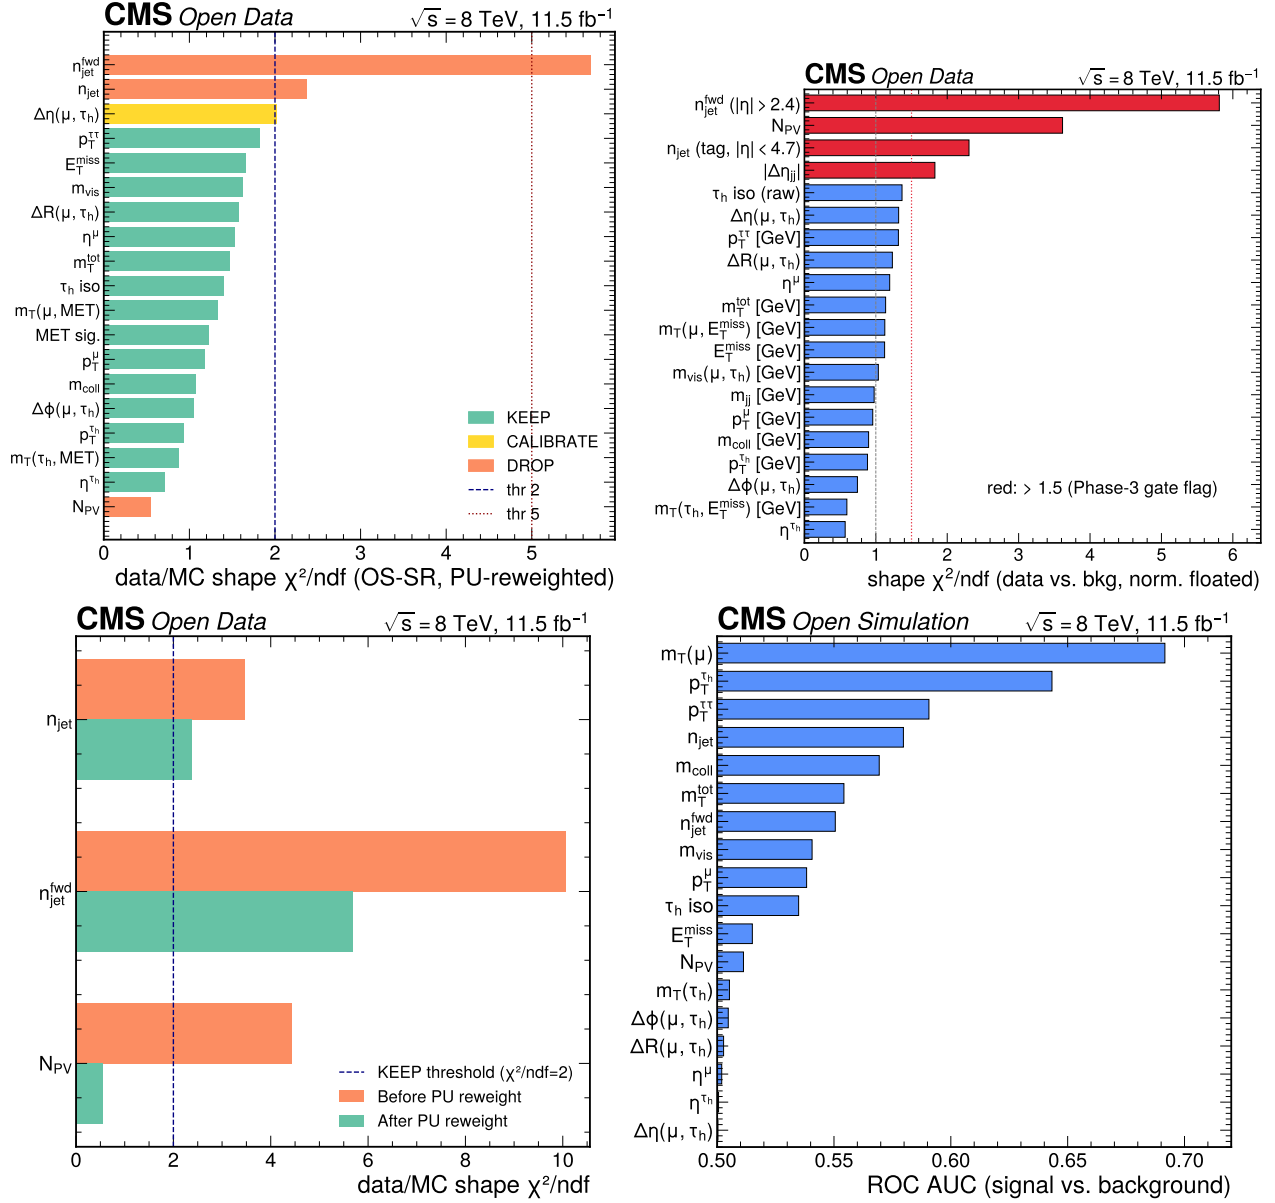 CMS Open Data √s = 8 TeV, 11.5 fb⁻¹
n_jet^fwd
n_jet
Δη(μ, τ_h)
p_T^ττ
E_T^miss
m_vis
ΔR(μ, τ_h)
η^μ
m_T^tot
τ_h iso
m_T(μ, MET)
MET sig.
p_T^μ
m_coll
Δϕ(μ, τ_h)
p_T^τ_h
m_T(τ_h, MET)
η^τ_h
N_PV
KEEP
CALIBRATE
DROP
thr 2
thr 5
0 1 2 3 4 5
data/MC shape χ²/ndf (OS-SR, PU-reweighted)
CMS Open Data √s = 8 TeV, 11.5 fb⁻¹
n_jet^fwd (|η| > 2.4)
N_PV
n_jet (tag, |η| < 4.7)
|Δη_jj|
τ_h iso (raw)
Δη(μ, τ_h)
p_T^ττ [GeV]
ΔR(μ, τ_h)
η^μ
m_T^tot [GeV]
m_T(μ, E_T^miss) [GeV]
E_T^miss [GeV]
m_vis(μ, τ_h) [GeV]
m_jj [GeV]
p_T^μ [GeV]
m_coll [GeV]
p_T^τ_h [GeV]
Δϕ(μ, τ_h)
m_T(τ_h, E_T^miss) [GeV]
η^τ_h
red: > 1.5 (Phase-3 gate flag)
0 1 2 3 4 5 6
shape χ²/ndf (data vs. bkg, norm. floated)
CMS Open Data √s = 8 TeV, 11.5 fb⁻¹
n_jet
n_jet^fwd
N_PV
KEEP threshold (χ²/ndf=2)
Before PU reweight
After PU reweight
0 2 4 6 8 10
data/MC shape χ²/ndf
CMS Open Simulation √s = 8 TeV, 11.5 fb⁻¹
m_T(μ)
p_T^τ_h
p_T^ττ
n_jet
m_coll
m_T^tot
n_jet^fwd
m_vis
p_T^μ
τ_h iso
E_T^miss
N_PV
m_T(τ_h)
Δϕ(μ, τ_h)
ΔR(μ, τ_h)
η^μ
η^τ_h
Δη(μ, τ_h)
0.50 0.55 0.60 0.65 0.70
ROC AUC (signal vs. background)